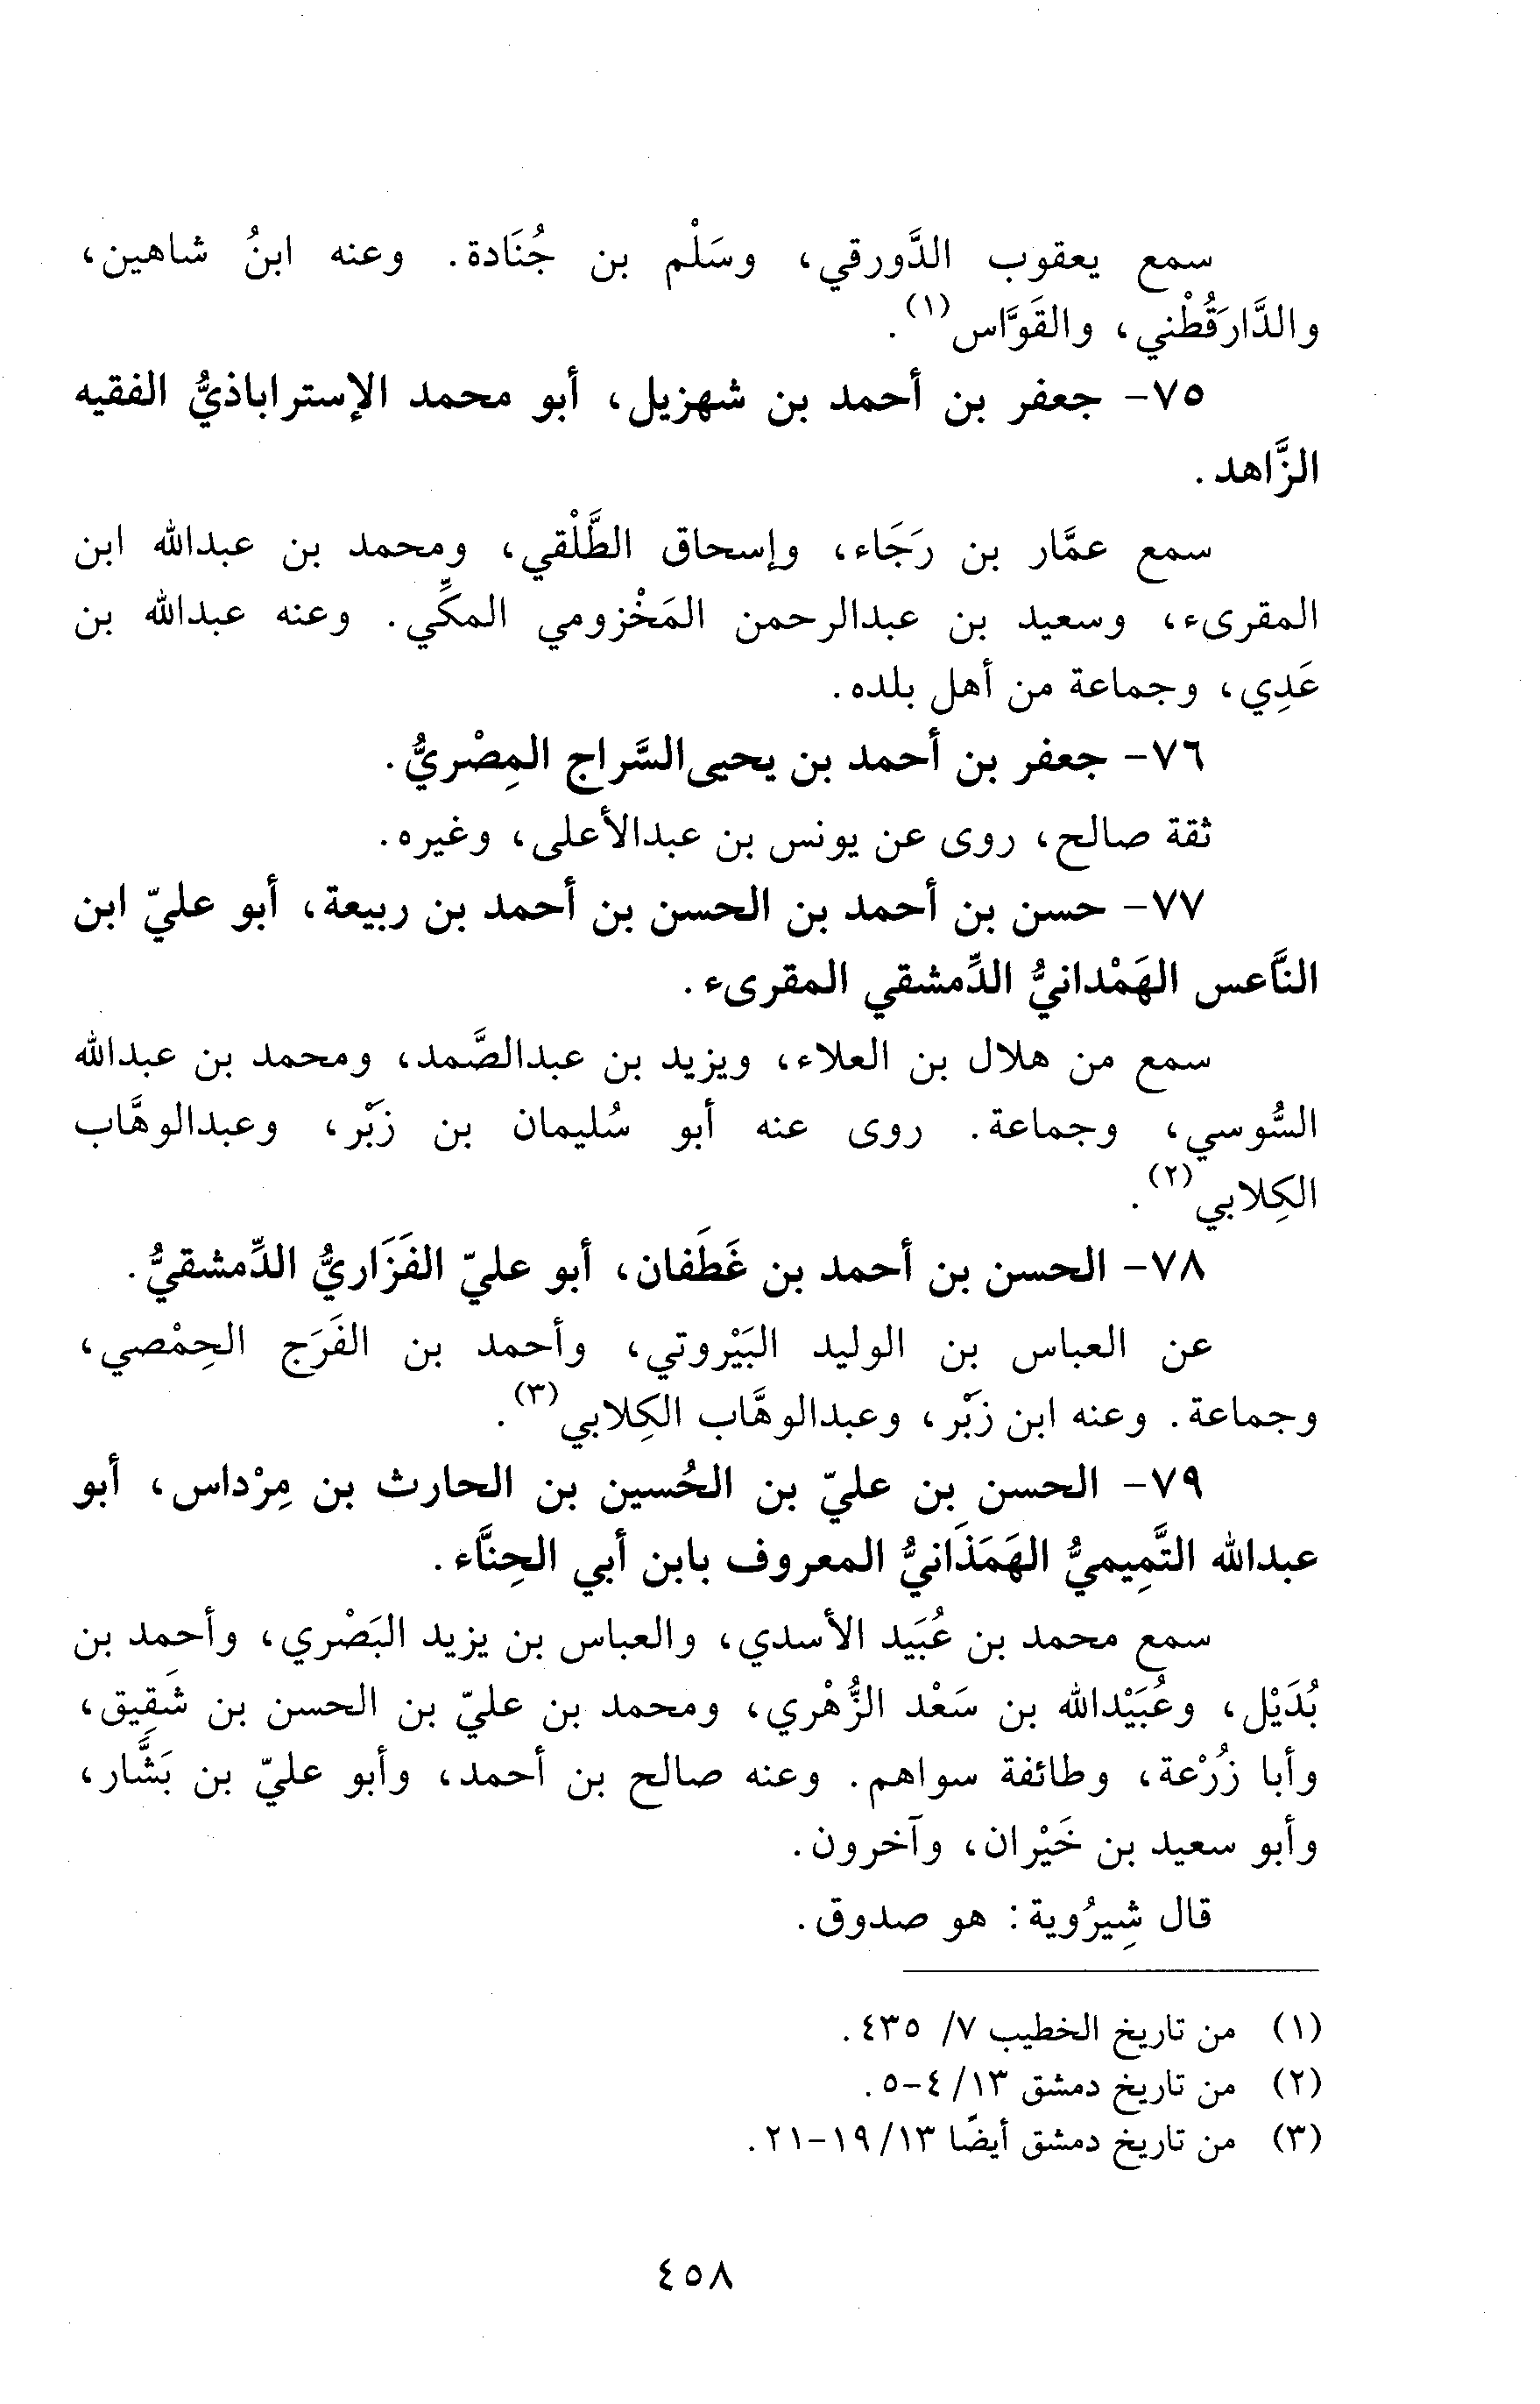 سمع يعقوب الدَّورقي، وسَلْم بن جُنَادة. وعنه ابنُ شاهين،
والدَّارَقُطْني، والقَوَّاس(١).
٧٥- جعفر بن أحمد بن شهزيل، أبو محمد الإستراباذيُّ الفقيه
الزَّاهد.
سمع عمَّار بن رَجَاء، وإسحاق الطَّلْقي، ومحمد بن عبدالله ابن
المقرىء، وسعيد بن عبدالرحمن المَخْزومي المكِّي. وعنه عبدالله بن
عَدِي، وجماعة من أهل بلده.
٧٦- جعفر بن أحمد بن يحيى السَّراج المِصْريُّ.
ثقة صالح، روى عن يونس بن عبدالأعلى، وغيره.
٧٧- حسن بن أحمد بن الحسن بن أحمد بن ربيعة، أبو عليّ ابن
النَّاعس الهَمْدانيُّ الدِّمشقي المقرىء.
سمع من هلال بن العلاء، ويزيد بن عبدالصَّمد، ومحمد بن عبدالله
السُّوسي، وجماعة. روى عنه أبو سُليمان بن زَبْر، وعبدالوهَّاب
الكِلابي(٢).
٧٨- الحسن بن أحمد بن غَطَفان، أبو عليّ الفَزَاريُّ الدِّمشقيُّ.
عن العباس بن الوليد البَيْروتي، وأحمد بن الفَرَج الحِمْصي،
وجماعة. وعنه ابن زَبْر، وعبدالوهَّاب الكِلابي(٣).
٧٩- الحسن بن عليّ بن الحُسين بن الحارث بن مِرْداس، أبو
عبدالله التَّمِيميُّ الهَمَذَانيُّ المعروف بابن أبي الحِنَّاء.
سمع محمد بن عُبَيد الأسدي، والعباس بن يزيد البَصْري، وأحمد بن
بُدَيْل، وعُبَيْدالله بن سَعْد الزُّهْري، ومحمد بن عليّ بن الحسن بن شَقِيق،
وأبا زُرْعة، وطائفة سواهم. وعنه صالح بن أحمد، وأبو عليّ بن بَشَّار،
وأبو سعيد بن خَيْران، وآخرون.
قال شِيرُوية: هو صدوق.
(١) من تاريخ الخطيب ٧/ ٤٣٥.
(٢) من تاريخ دمشق ١٣/ ٤-٥.
(٣) من تاريخ دمشق أيضًا ١٣/ ١٩-٢١.
٤٥٨